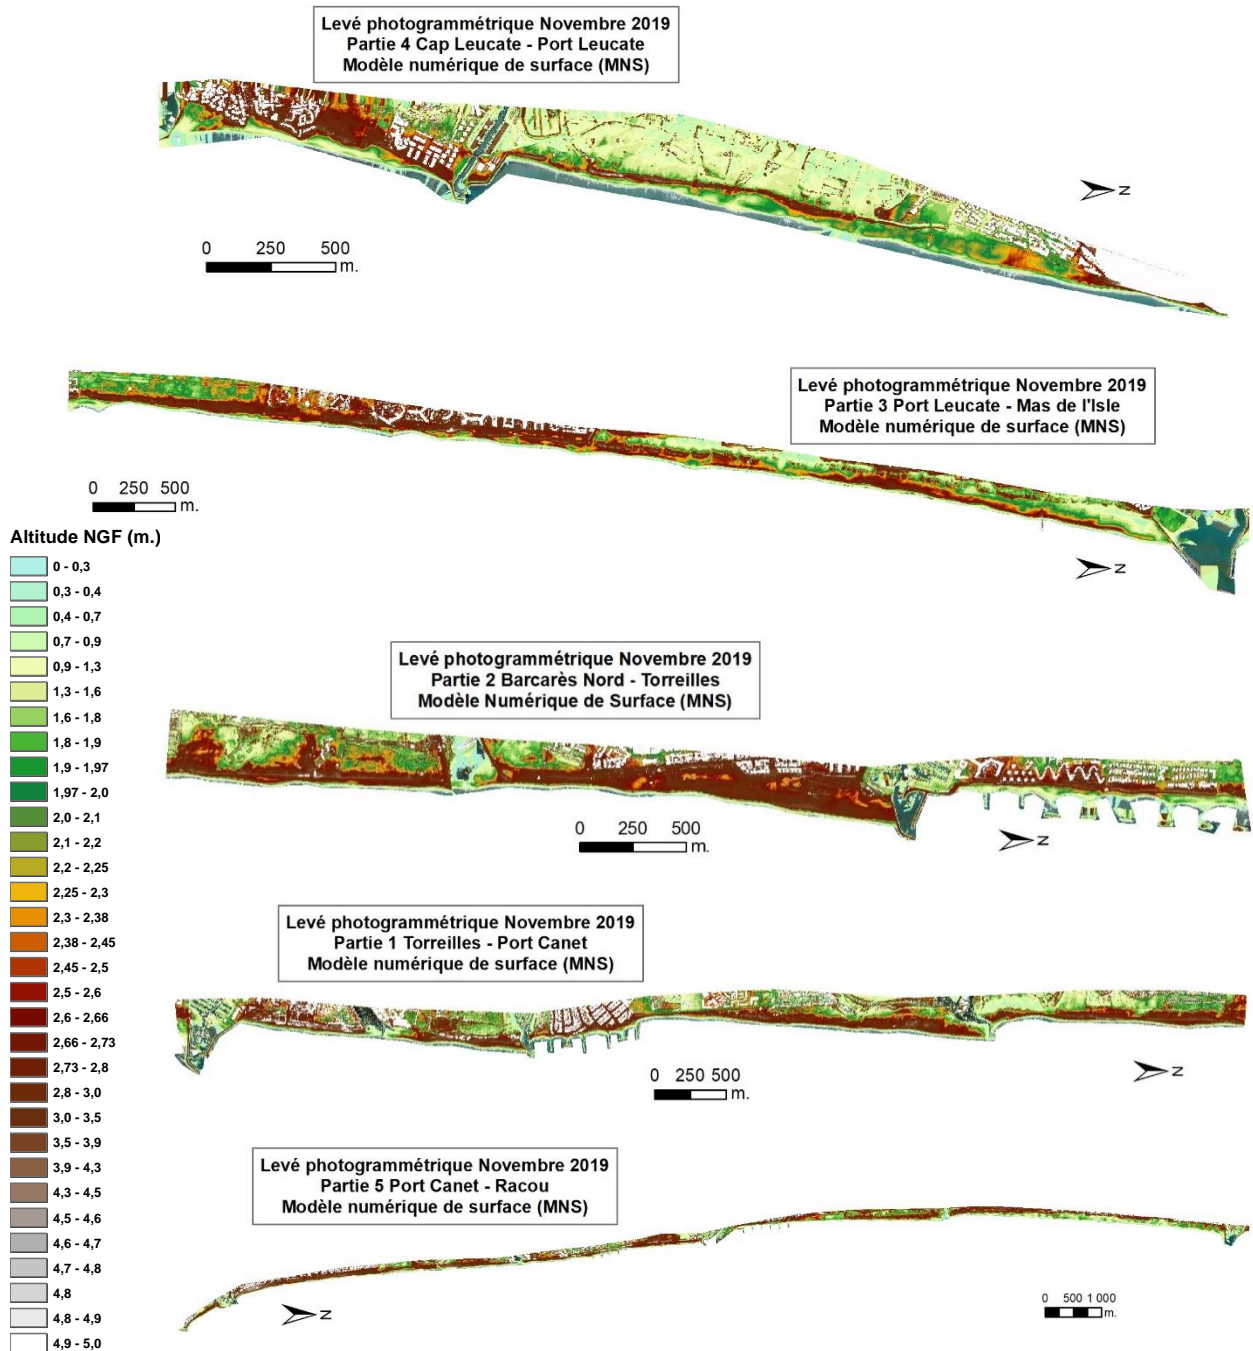 Levé photogrammétrique Novembre 2019
Partie 4 Cap Leucate - Port Leucate
Modèle numérique de surface (MNS)
N
0 250 500
m.
Levé photogrammétrique Novembre 2019
Partie 3 Port Leucate - Mas de l'Isle
Modèle numérique de surface (MNS)
0 250 500
m.
N
Altitude NGF (m.)
0 - 0,3
0,3 - 0,4
0,4 - 0,7
0,7 - 0,9
0,9 - 1,3
1,3 - 1,6
1,6 - 1,8
1,8 - 1,9
1,9 - 1,97
1,97 - 2,0
2,0 - 2,1
2,1 - 2,2
2,2 - 2,25
2,25 - 2,3
2,3 - 2,38
2,38 - 2,45
2,45 - 2,5
2,5 - 2,6
2,6 - 2,66
2,66 - 2,73
2,73 - 2,8
2,8 - 3,0
3,0 - 3,5
3,5 - 3,9
3,9 - 4,3
4,3 - 4,5
4,5 - 4,6
4,6 - 4,7
4,7 - 4,8
4,8
4,8 - 4,9
4,9 - 5,0
Levé photogrammétrique Novembre 2019
Partie 2 Barcarès Nord - Torreilles
Modèle Numérique de Surface (MNS)
0 250 500
m.
N
Levé photogrammétrique Novembre 2019
Partie 1 Torreilles - Port Canet
Modèle numérique de surface (MNS)
0 250 500
m.
N
Levé photogrammétrique Novembre 2019
Partie 5 Port Canet - Racou
Modèle numérique de surface (MNS)
N
0 500 1 000
m.